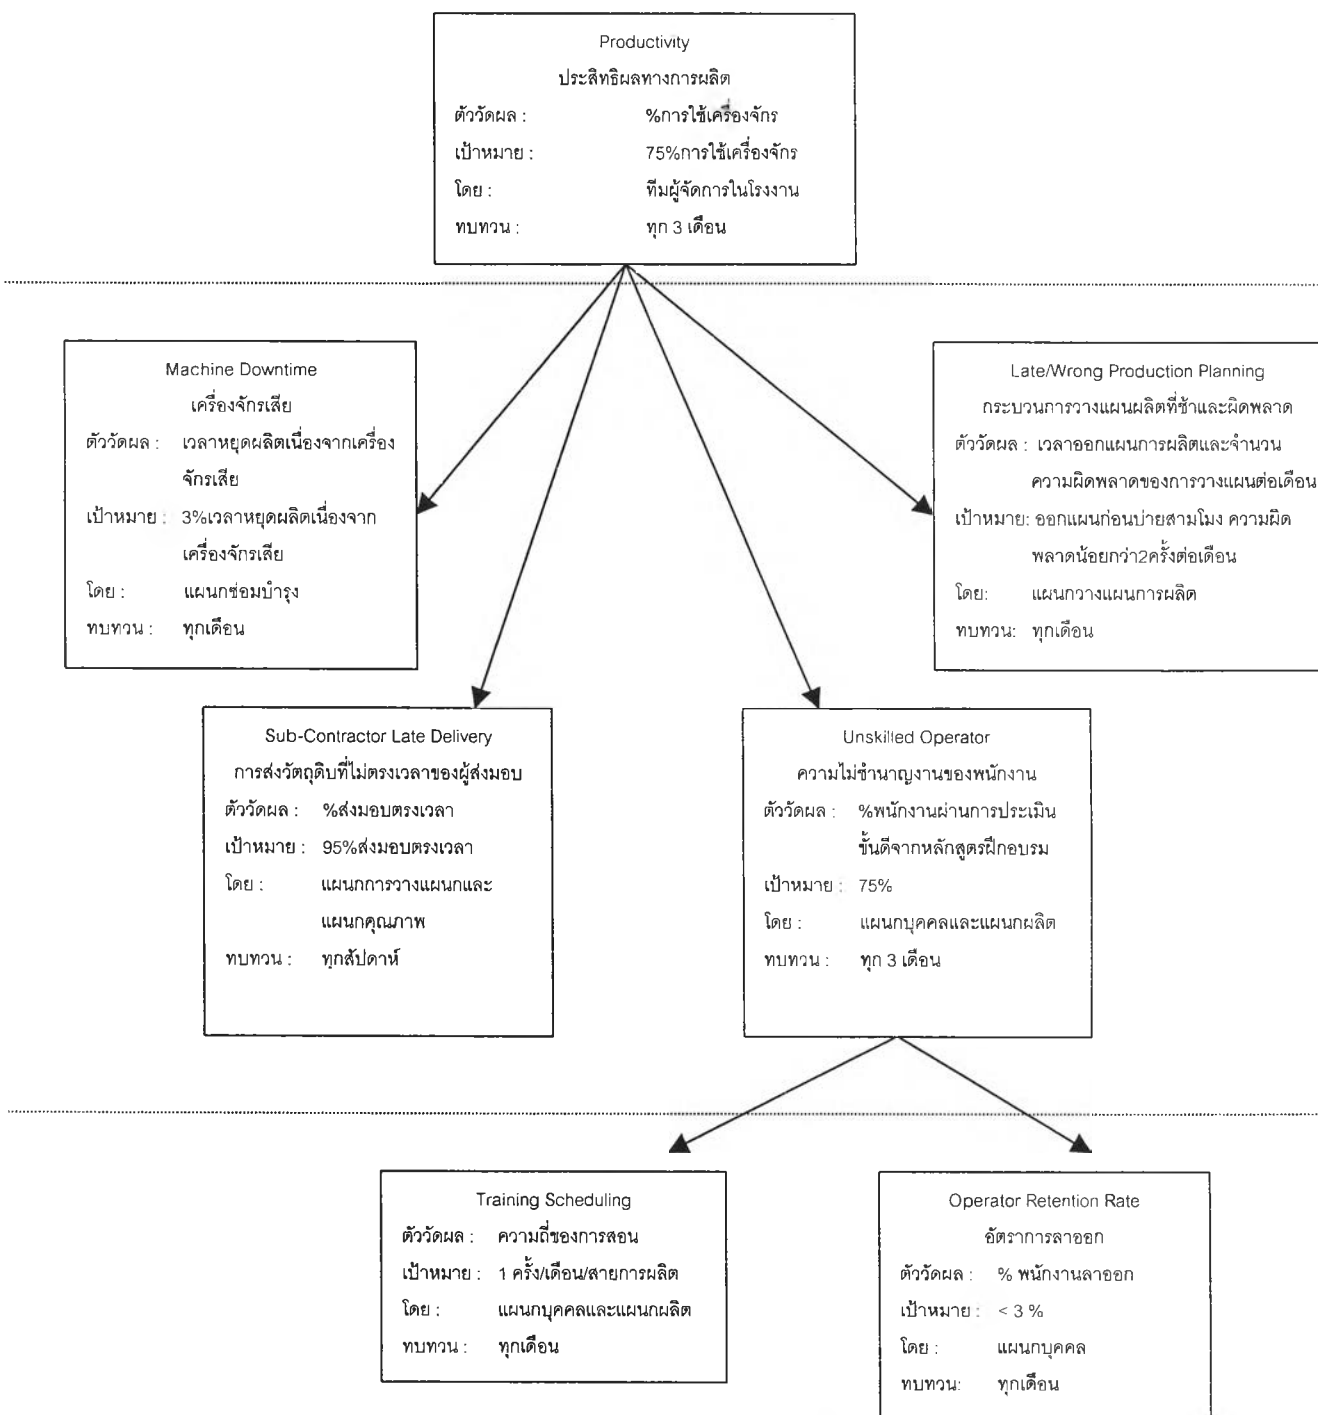 Productivity
ประสิทธิผลทางการผลิต
ตัววัดผล : %การใช้เครื่องจักร
เป้าหมาย : 75%การใช้เครื่องจักร
โดย : ทีมผู้จัดการในโรงงาน
ทบทวน : ทุก 3 เดือน
Machine Downtime
เครื่องจักรเสีย
ตัววัดผล : เวลาหยุดผลิตเนื่องจากเครื่อง
จักรเสีย
เป้าหมาย : 3%เวลาหยุดผลิตเนื่องจาก
เครื่องจักรเสีย
โดย : แผนกซ่อมบำรุง
ทบทวน : ทุกเดือน
Late/Wrong Production Planning
กระบวนการวางแผนผลิตที่ช้าและผิดพลาด
ตัววัดผล : เวลาออกแผนการผลิตและจำนวน
ความผิดพลาดของการวางแผนต่อเดือน
เป้าหมาย: ออกแผนก่อนบ่ายสามโมง ความผิด
พลาดน้อยกว่า2ครั้งต่อเดือน
โดย: แผนกวางแผนการผลิต
ทบทวน: ทุกเดือน
Sub-Contractor Late Delivery
การส่งวัตถุดิบที่ไม่ตรงเวลาของผู้ส่งมอบ
ตัววัดผล : %ส่งมอบตรงเวลา
เป้าหมาย : 95%ส่งมอบตรงเวลา
โดย : แผนกการวางแผนกและ
แผนกคุณภาพ
ทบทวน : ทุกสัปดาห์
Unskilled Operator
ความไม่ชำนาญงานของพนักงาน
ตัววัดผล : %พนักงานผ่านการประเมิน
ขั้นดีจากหลักสูตรฝึกอบรม
เป้าหมาย : 75%
โดย : แผนกบุคคลและแผนกผลิต
ทบทวน : ทุก 3 เดือน
Training Scheduling
ตัววัดผล : ความถี่ของการสอน
เป้าหมาย : 1 ครั้ง/เดือน/สายการผลิต
โดย : แผนกบุคคลและแผนกผลิต
ทบทวน : ทุกเดือน
Operator Retention Rate
อัตราการลาออก
ตัววัดผล : % พนักงานลาออก
เป้าหมาย : < 3 %
โดย : แผนกบุคคล
ทบทวน: ทุกเดือน